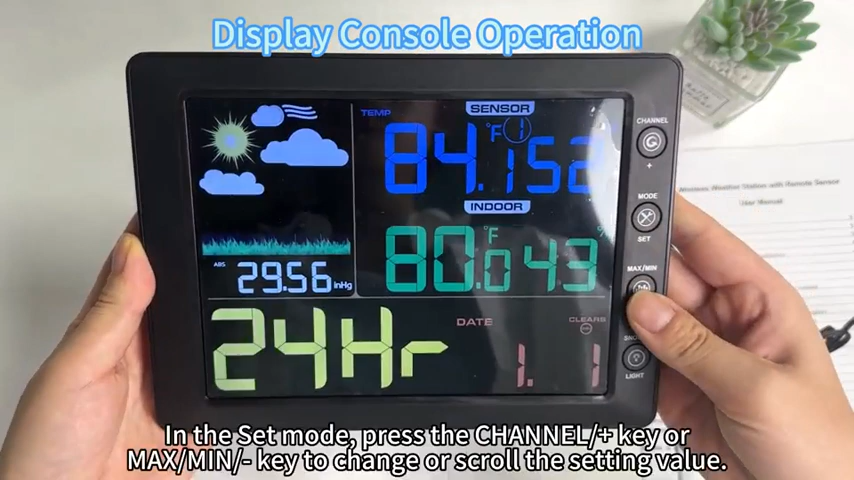 Display Console Operation
TEMP
SENSOR
°F 1
84.1 52
INDOOR
°F %
80.0 43
ABS
29.56 inHg
24Hr
DATE
1. 1
CHANNEL
+
MODE
SET
MAX/MIN
LIGHT
Wireless Weather Station with Remote Sensor
User Manual
In the Set mode, press the CHANNEL/+ key or
MAX/MIN/- key to change or scroll the setting value.